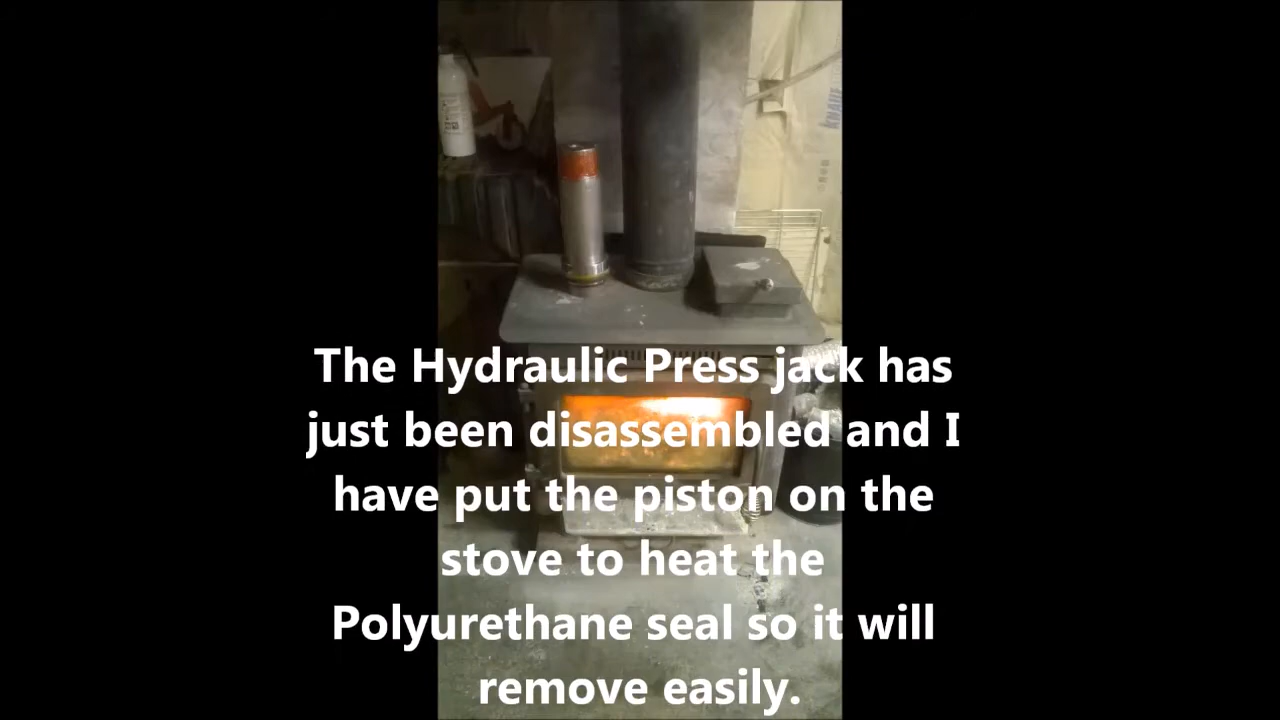 KNAUF
The Hydraulic Press jack has
just been disassembled and I
have put the piston on the
stove to heat the
Polyurethane seal so it will
remove easily.